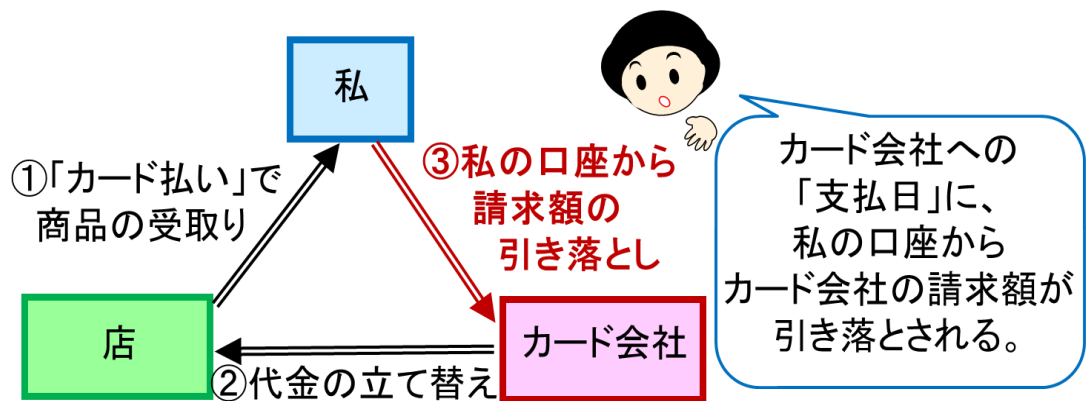 私
①「カード払い」で
商品の受取り
③私の口座から
請求額の
引き落とし
店
カード会社
②代金の立て替え
カード会社への
「支払日」に、
私の口座から
カード会社の請求額が
引き落とされる。